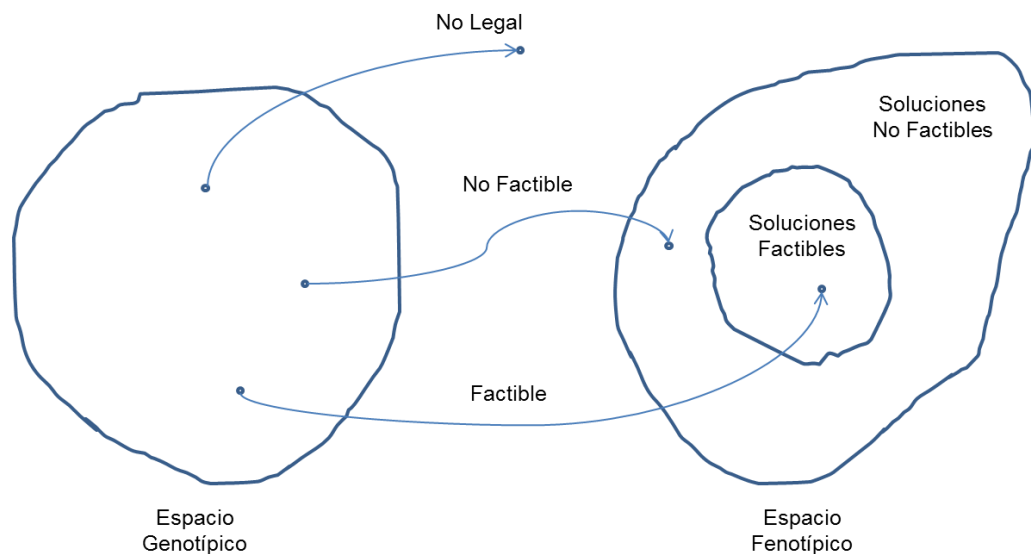 No Legal
Soluciones
No Factibles
No Factible
Soluciones
Factibles
Factible
Espacio
Genotípico
Espacio
Fenotípico